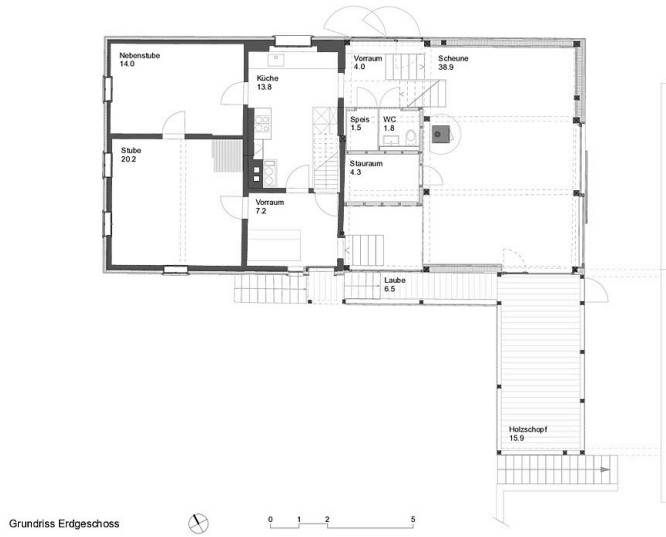 Nebenstube
14.0
Küche
13.8
Vorraum
4.0
Scheune
38.9
Speis
1.5
WC
1.8
Stube
20.2
Stauraum
4.3
Vorraum
7.2
Laube
6.5
Holzschopf
15.9
Grundriss Erdgeschoss
0 1 2 5